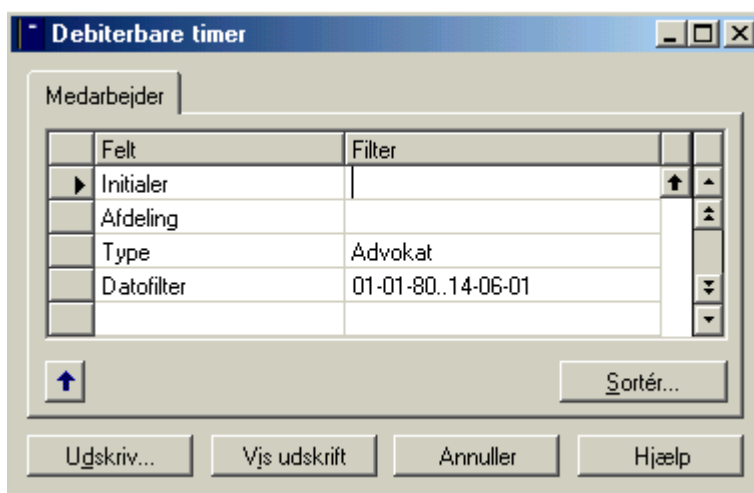 Debiterbare timer
Medarbejder
Felt Filter
Initialer
Afdeling
Type Advokat
Datofilter 01-01-80..14-06-01
Sortér...
Udskriv... Vis udskrift Annuller Hjælp